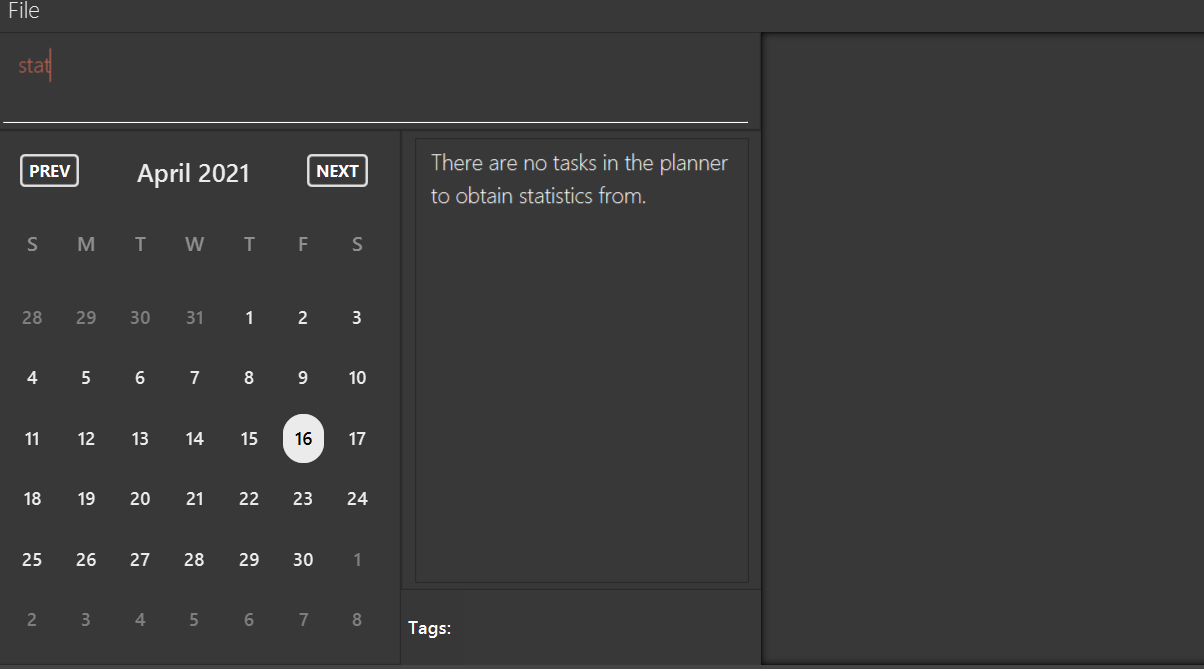 File
stat
PREV April 2021 NEXT
S M T W T F S
28 29 30 31 1 2 3
4 5 6 7 8 9 10
11 12 13 14 15 16 17
18 19 20 21 22 23 24
25 26 27 28 29 30 1
2 3 4 5 6 7 8
There are no tasks in the planner
to obtain statistics from.
Tags: